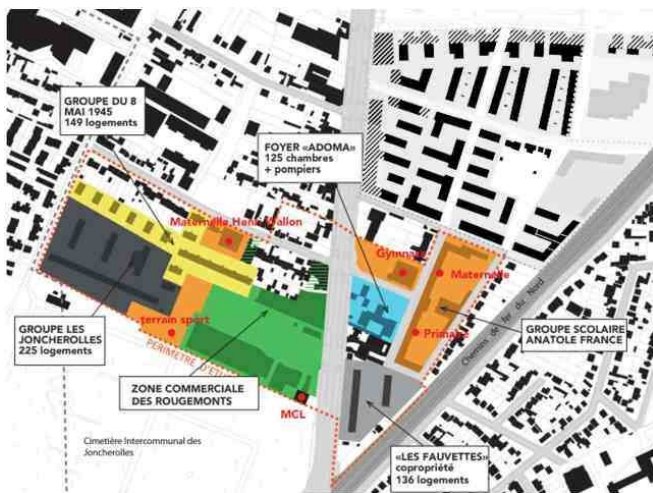 GROUPE DU 8
MAI 1945
149 logements
FOYER «ADOMA»
125 chambres
+ pompiers
Maternelle Henri Wallon
Gymnase
Maternelle
Chemins de fer du Nord
terrain sport
Primaire
GROUPE LES
JONCHEROLLES
225 logements
GROUPE SCOLAIRE
ANATOLE FRANCE
PERIMETRE
ZONE COMMERCIALE
DES ROUGEMONTS
MCL
Cimetière Intercommunal des
Joncherolles
«LES FAUVETTES»
copropriété
136 logements